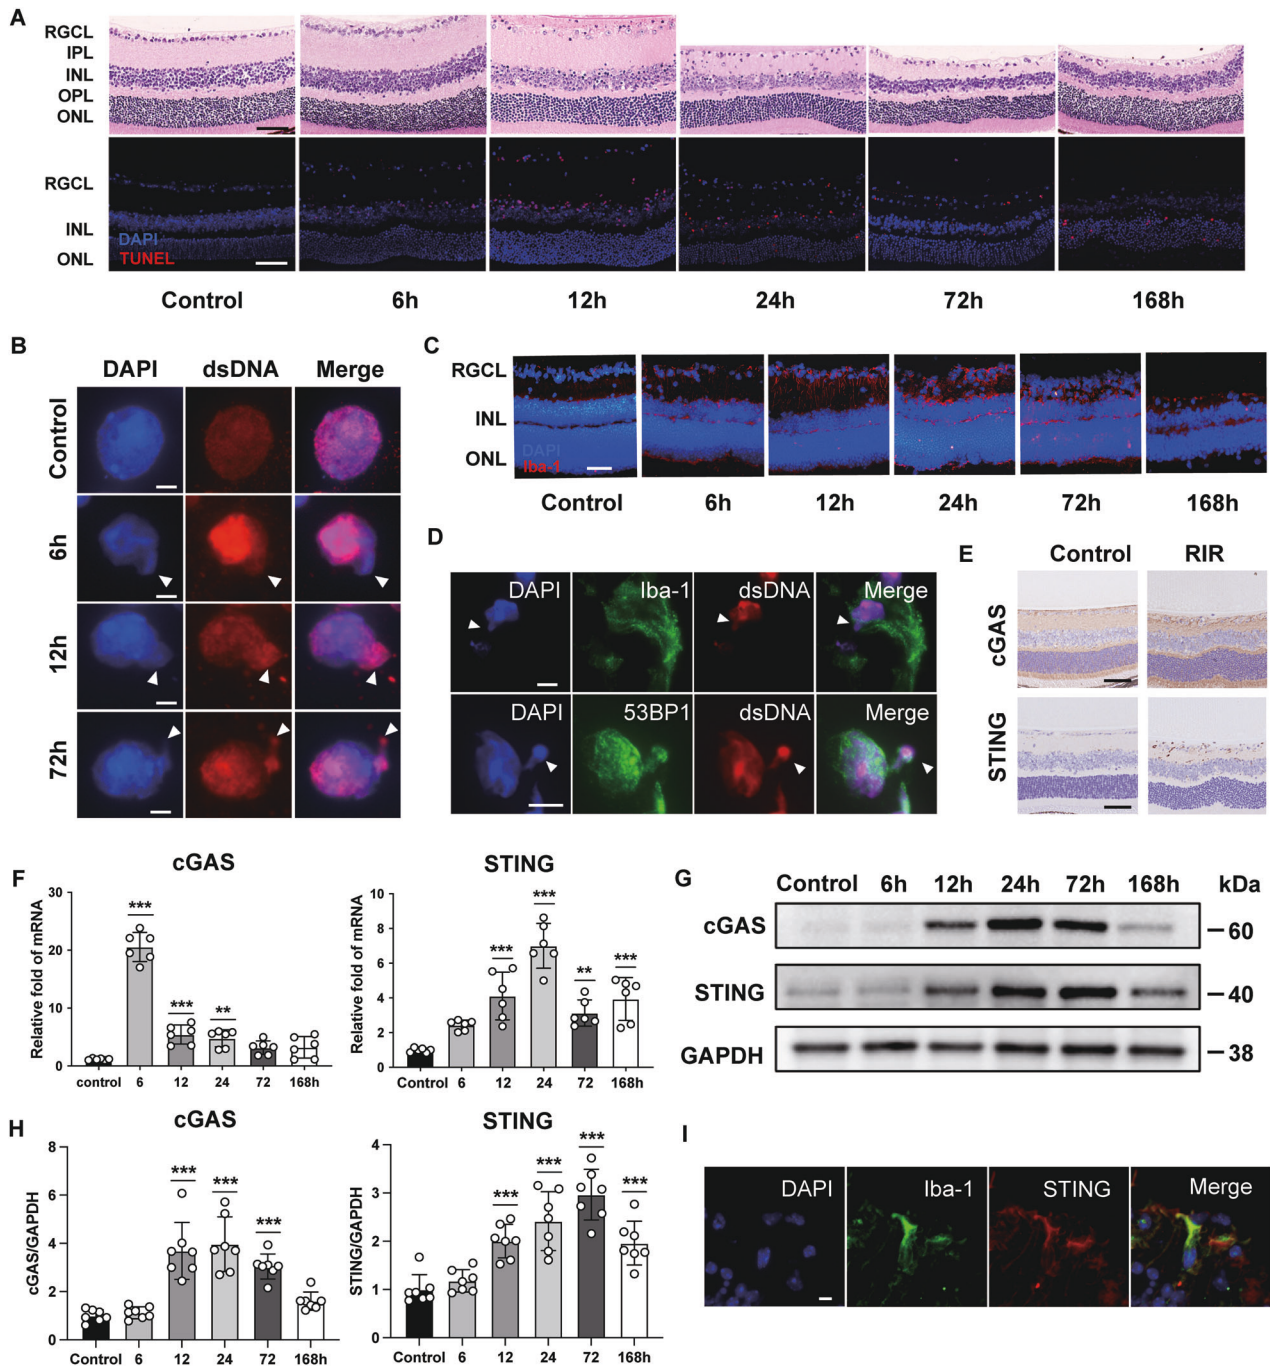 A
RGCL
IPL
INL
OPL
ONL
RGCL
INL
DAPI
TUNEL
ONL
Control 6h 12h 24h 72h 168h
B
DAPI dsDNA Merge
Control
6h
12h
72h
C
RGCL
INL
ONL
DAPI
Iba-1
Control 6h 12h 24h 72h 168h
D
DAPI Iba-1 dsDNA Merge
DAPI 53BP1 dsDNA Merge
E
Control RIR
cGAS
STING
F
cGAS
Relative fold of mRNA
30
20
10
0
*** *** **
control 6 12 24 72 168h
STING
Relative fold of mRNA
10
8
6
4
2
0
*** *** ** ***
Control 6 12 24 72 168h
G
Control 6h 12h 24h 72h 168h kDa
cGAS 60
STING 40
GAPDH 38
H
cGAS
cGAS/GAPDH
8
6
4
2
0
*** *** ***
Control 6 12 24 72 168h
STING
STING/GAPDH
4
3
2
1
0
*** *** *** ***
Control 6 12 24 72 168h
I
DAPI Iba-1 STING Merge